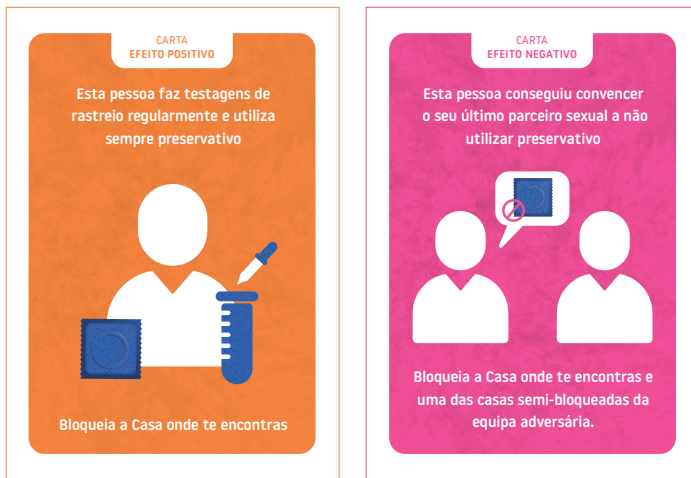 CARTA
EFEITO POSITIVO
Esta pessoa faz testagens de
rastreio regularmente e utiliza
sempre preservativo
Bloqueia a Casa onde te encontras
CARTA
EFEITO NEGATIVO
Esta pessoa conseguiu convencer
o seu último parceiro sexual a não
utilizar preservativo
Bloqueia a Casa onde te encontras e
uma das casas semi-bloqueadas da
equipa adversária.